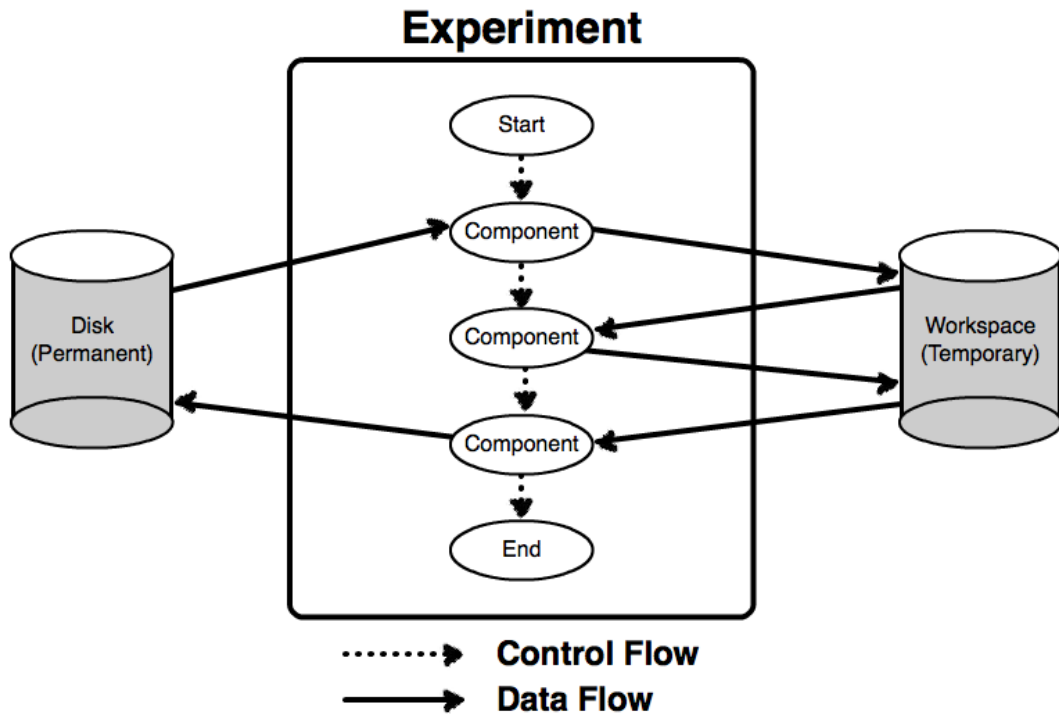 Experiment
Start
Component
Disk
(Permanent)
Component
Workspace
(Temporary)
Component
End
Control Flow
Data Flow